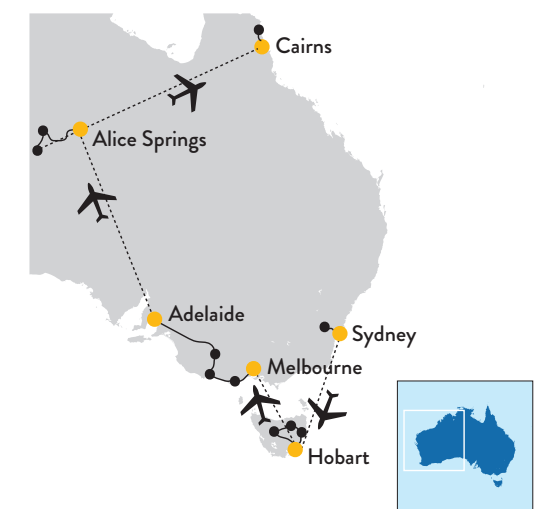 Cairns
Alice Springs
Adelaide
Sydney
Melbourne
Hobart